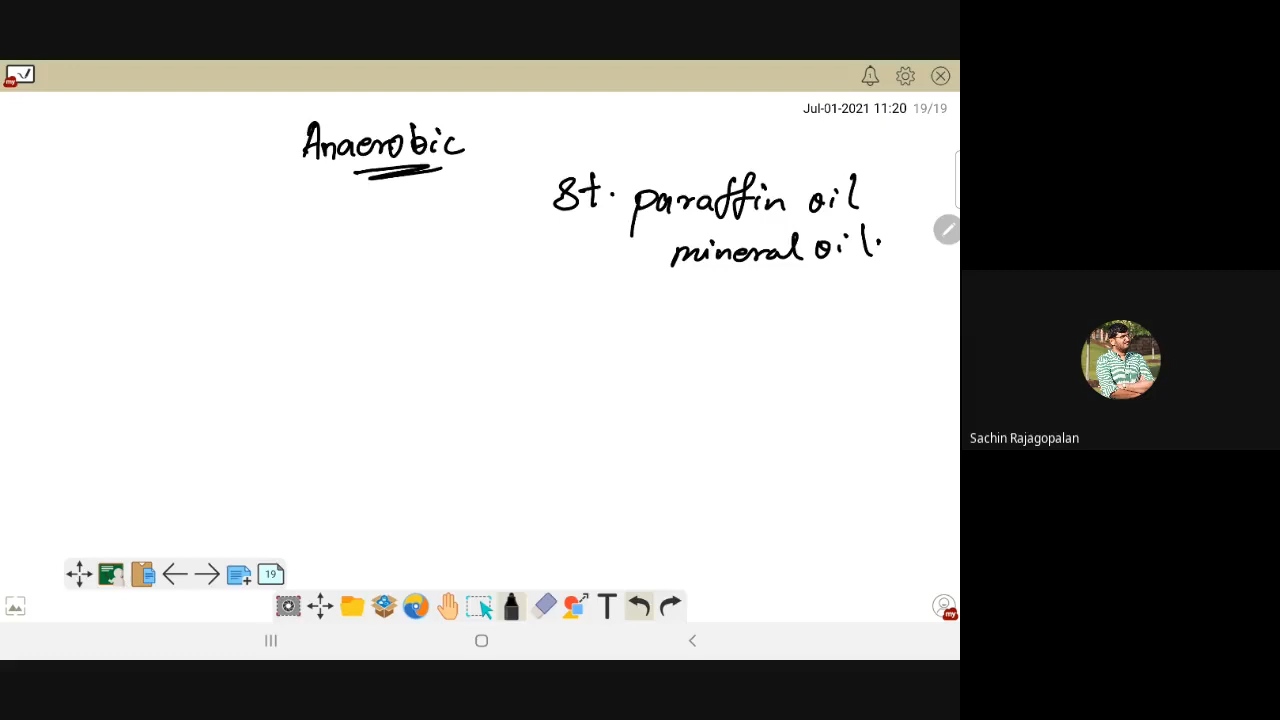 Jul-01-2021 11:20 19/19
Anaerobic
St. paraffin oil
mineral oil.
Sachin Rajagopalan
19
T